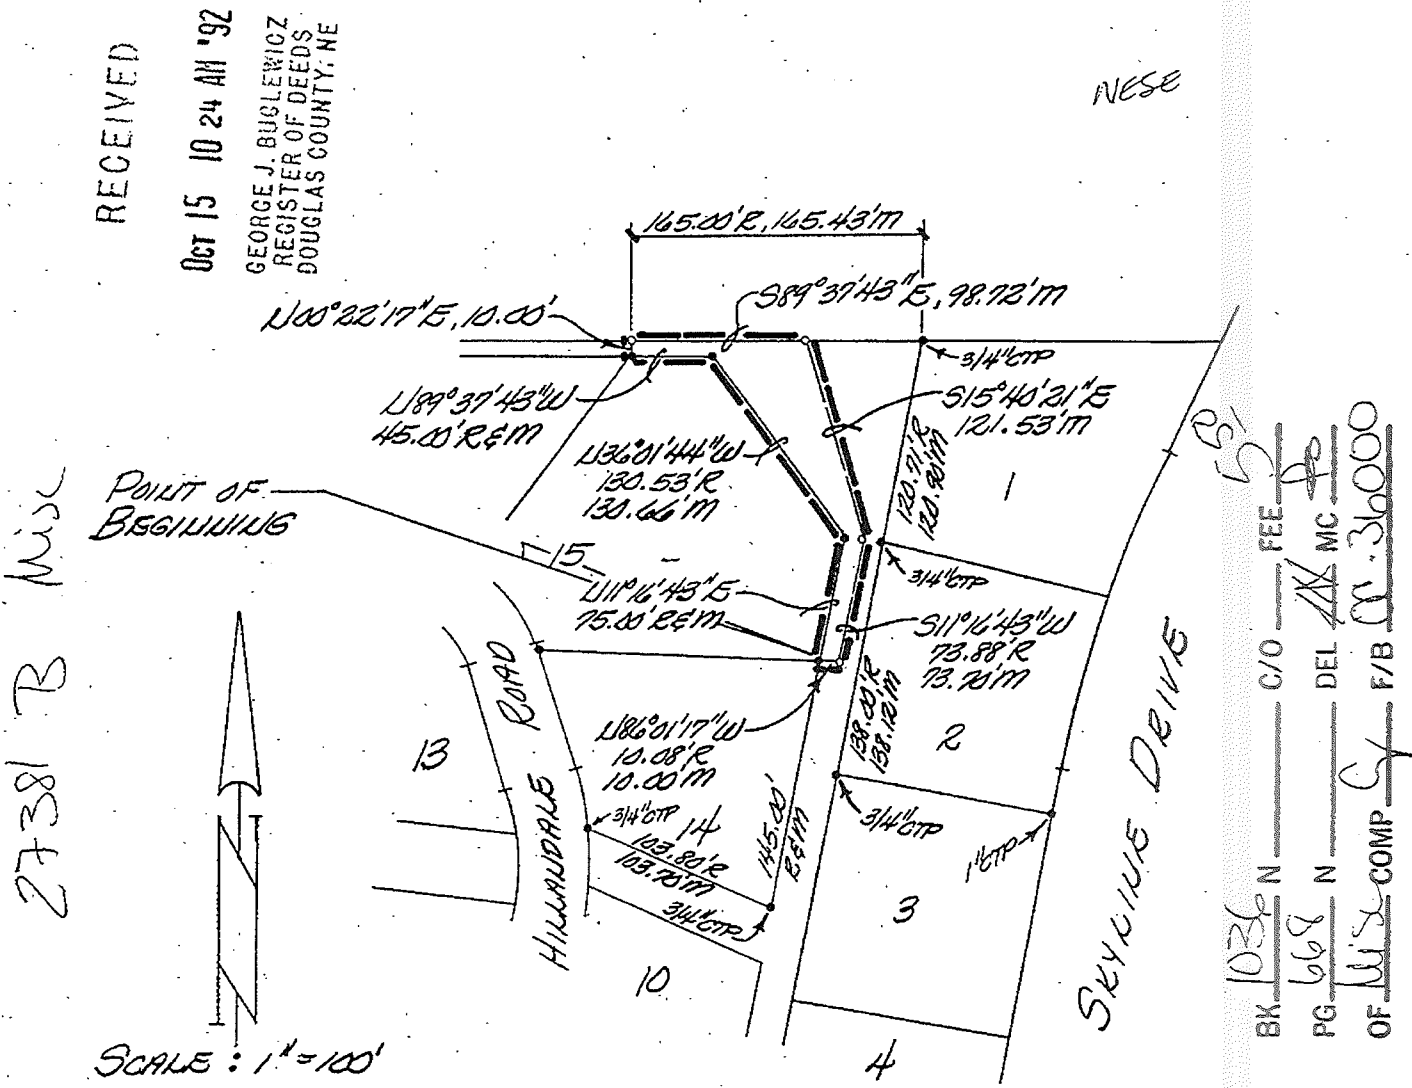 RECEIVED
OCT 15 10 24 AM '92
GEORGE J. BUGLEWICZ
REGISTER OF DEEDS
DOUGLAS COUNTY, NE
NESE
165.00'R, 165.43'M
N00°22'17"E, 10.00'
S89°37'43"E, 98.72'M
3/4"CTP
N89°37'43"W
45.00'R&M
S15°40'21"E
121.53'M
N36°01'44"W
130.53'R
130.66'M
120.71'R
120.90'M
1
POINT OF
BEGINNING
15
3/4"CTP
N11°16'43"E
75.00'R&M
S11°16'43"W
73.88'R
73.70'M
HILLANDALE ROAD
13
N86°01'17"W
10.08'R
10.00'M
138.00'R
138.12'M
2
3/4"CTP
14
103.80'R
103.70'M
3/4"CTP
145.00'
R&M
3/4"CTP
1"CTP
3
10
4
SKYLINE DRIVE
SCALE : 1"=100'
27381 B Misc
BK 1036 N C/O FEE
PG 668 N DEL MC
OF Misc COMP F/B 36000